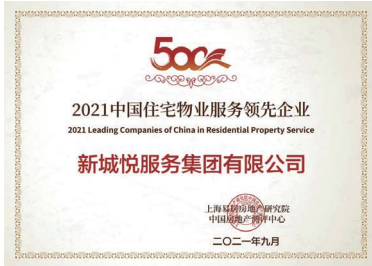 500
2021中国住宅物业服务领先企业
2021 Leading Companies of China in Residential Property Service
新城悦服务集团有限公司
上海易居房地产研究院
中国房地产测评中心
二〇二一年九月